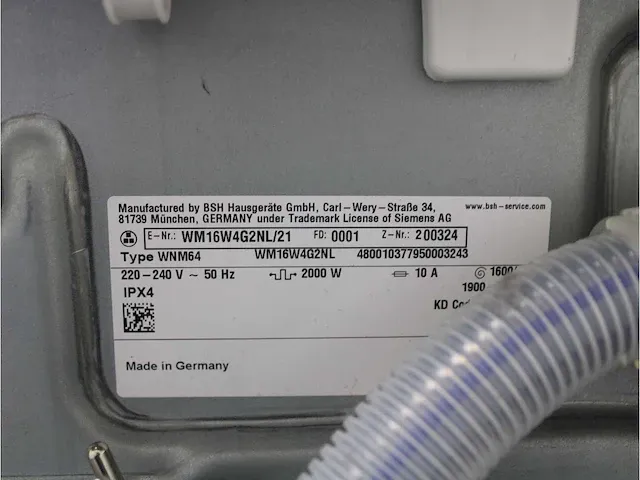 Manufactured by BSH Hausgeräte GmbH, Carl-Wery-Straße 34, www.bsh-service.com
81739 München, GERMANY under Trademark License of Siemens AG
E-Nr.: WM16W4G2NL/21 FD: 0001 Z-Nr.: 200324
Type WNM64 WM16W4G2NL 480010377950003243
220-240 V ~ 50 Hz 2000 W 10 A 1600/
IPX4 1900
KD Cod
Made in Germany